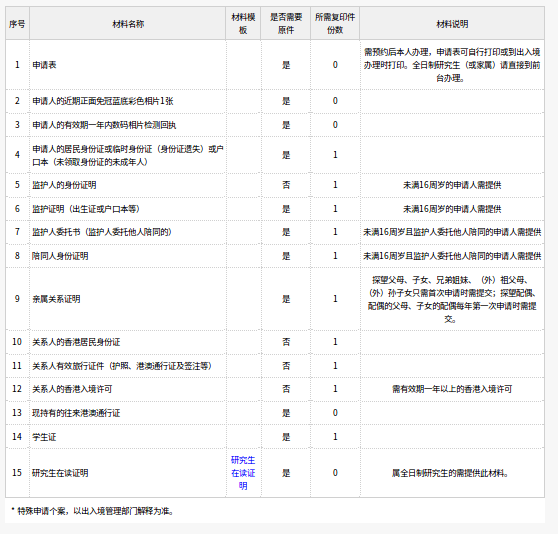 序号 材料名称 材料模板 是否需要原件 所需复印件份数 材料说明
1 申请表 是 0 需预约后本人办理，申请表可自行打印或到出入境
办理时打印。全日制研究生（或家属）请直接到前
台办理。
2 申请人的近期正面免冠蓝底彩色相片1张 是 0
3 申请人的有效期一年内数码相片检测回执 是 0
4 申请人的居民身份证或临时身份证（身份证遗失）或户
口本（未领取身份证的未成年人） 是 1
5 监护人的身份证明 否 1 未满16周岁的申请人需提供
6 监护证明（出生证或户口本等） 是 1 未满16周岁的申请人需提供
7 监护人委托书（监护人委托他人陪同的） 是 1 未满16周岁且监护人委托他人陪同的申请人需提供
8 陪同人身份证明 是 1 未满16周岁且监护人委托他人陪同的申请人需提供
9 亲属关系证明 是 1 探望父母、子女、兄弟姐妹、（外）祖父母、
（外）孙子女只需首次申请时需提交；探望配偶、
配偶的父母、子女的配偶每年第一次申请时需提
交。
10 关系人的香港居民身份证 否 1
11 关系人有效旅行证件（护照、港澳通行证及签注等） 否 1
12 关系人的香港入境许可 否 1 需有效期一年以上的香港入境许可
13 现持有的往来港澳通行证 是 0
14 学生证 是 1
15 研究生在读证明 研究生
在读证
明 是 0 属全日制研究生的需提供此材料。
* 特殊申请个案，以出入境管理部门解释为准。